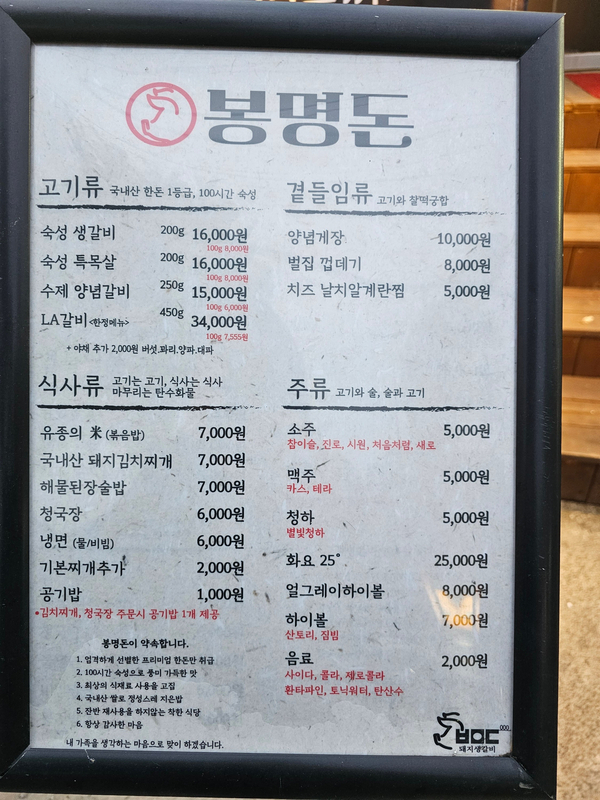 봉명돈
고기류 국내산 한돈 1등급, 100시간 숙성
숙성 생갈비 200g 16,000원
100g 8,000원
숙성 특목살 200g 16,000원
100g 8,000원
수제 양념갈비 250g 15,000원
100g 6,000원
LA갈비<한정메뉴> 450g 34,000원
100g 7,555원
+ 야채 추가 2,000원 버섯.꽈리.양파.대파
곁들임류 고기와 찰떡궁합
양념게장 10,000원
벌집 껍데기 8,000원
치즈 날치알계란찜 5,000원
식사류 고기는 고기, 식사는 식사
마무리는 탄수화물
유종의 米 (볶음밥) 7,000원
국내산 돼지김치찌개 7,000원
해물된장술밥 7,000원
청국장 6,000원
냉면 (물/비빔) 6,000원
기본찌개추가 2,000원
공기밥 1,000원
*김치찌개, 청국장 주문시 공기밥 1개 제공
주류 고기와 술, 술과 고기
소주 5,000원
참이슬, 진로, 시원, 처음처럼, 새로
맥주 5,000원
카스, 테라
청하 5,000원
별빛청하
화요 25° 25,000원
얼그레이하이볼 8,000원
하이볼 7,000원
산토리, 짐빔
음료 2,000원
사이다, 콜라, 제로콜라
환타파인, 토닉워터, 탄산수
봉명돈이 약속합니다.
1. 엄격하게 선별한 프리미엄 한돈만 취급
2. 100시간 숙성으로 풍미 가득한 맛
3. 최상의 식재료 사용을 고집
4. 국내산 쌀로 정성스레 지은밥
5. 잔반 재사용을 하지않는 착한 식당
6. 항상 감사한 마음
내 가족을 생각하는 마음으로 맞이 하겠습니다.
돼지생갈비